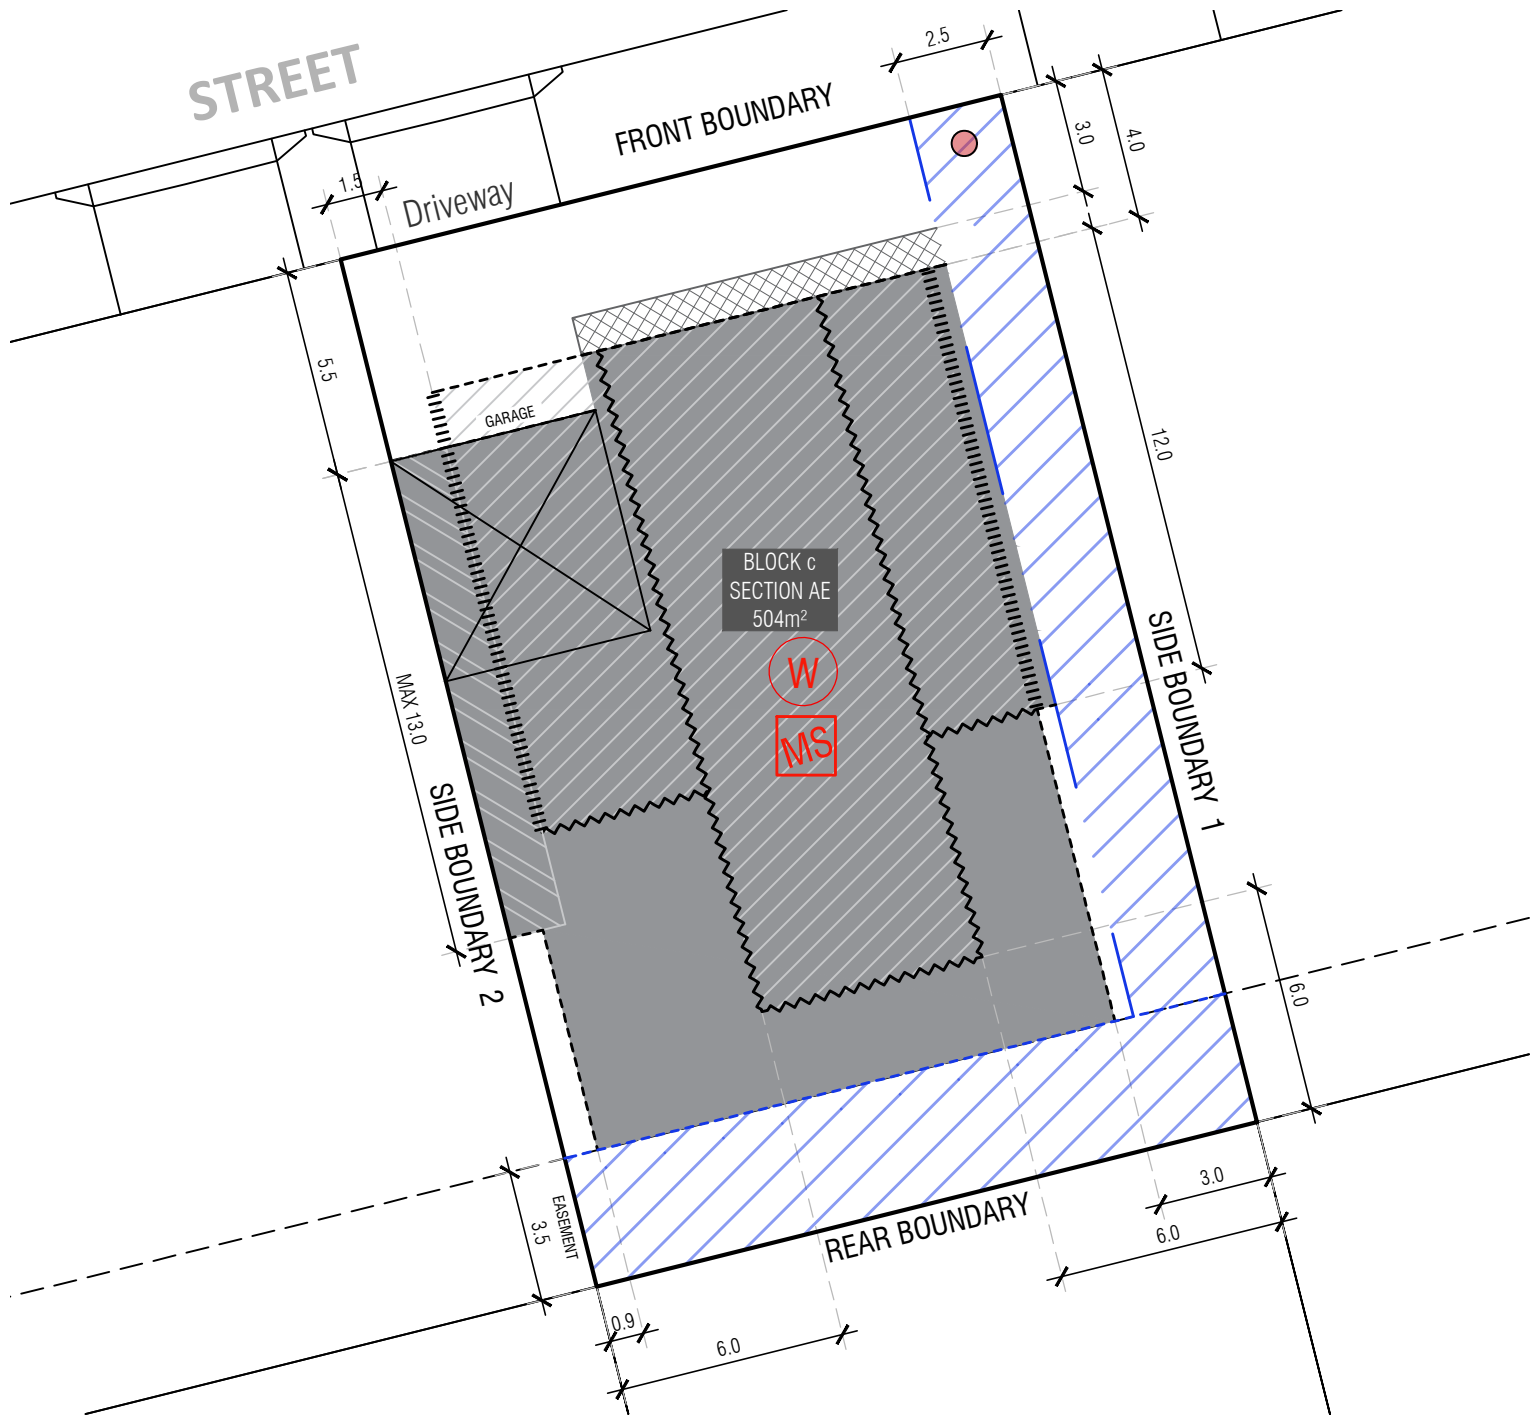 STREET
2.5
FRONT BOUNDARY
3.0
4.0
1.5
Driveway
5.5
GARAGE
12.0
BLOCK c
SECTION AE
504m²
W
MS
SIDE BOUNDARY 1
MAX 13.0
SIDE BOUNDARY 2
6.0
EASEMENT
3.5
3.0
REAR BOUNDARY
6.0
0.9
6.0